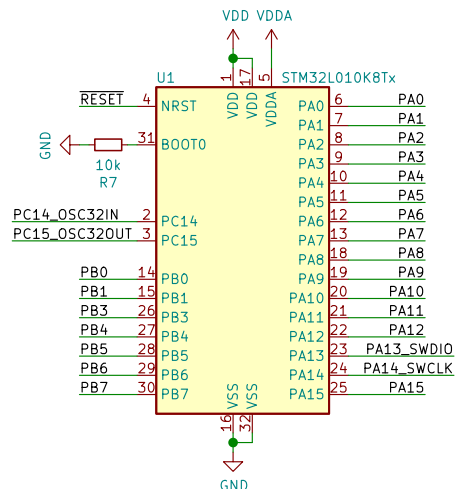 VDD VDDA
U1 STM32L010K8Tx
1 17 5
VDD VDD VDDA
RESET 4 NRST
GND 10k R7 31 BOOT0
PC14_OSC32IN 2 PC14
PC15_OSC32OUT 3 PC15
PB0 14 PB0
PB1 15 PB1
PB3 26 PB3
PB4 27 PB4
PB5 28 PB5
PB6 29 PB6
PB7 30 PB7
PA0 6 PA0
PA1 7 PA1
PA2 8 PA2
PA3 9 PA3
PA4 10 PA4
PA5 11 PA5
PA6 12 PA6
PA7 13 PA7
PA8 18 PA8
PA9 19 PA9
PA10 20 PA10
PA11 21 PA11
PA12 22 PA12
PA13 23 PA13_SWDIO
PA14 24 PA14_SWCLK
PA15 25 PA15
VSS VSS
16 32
GND